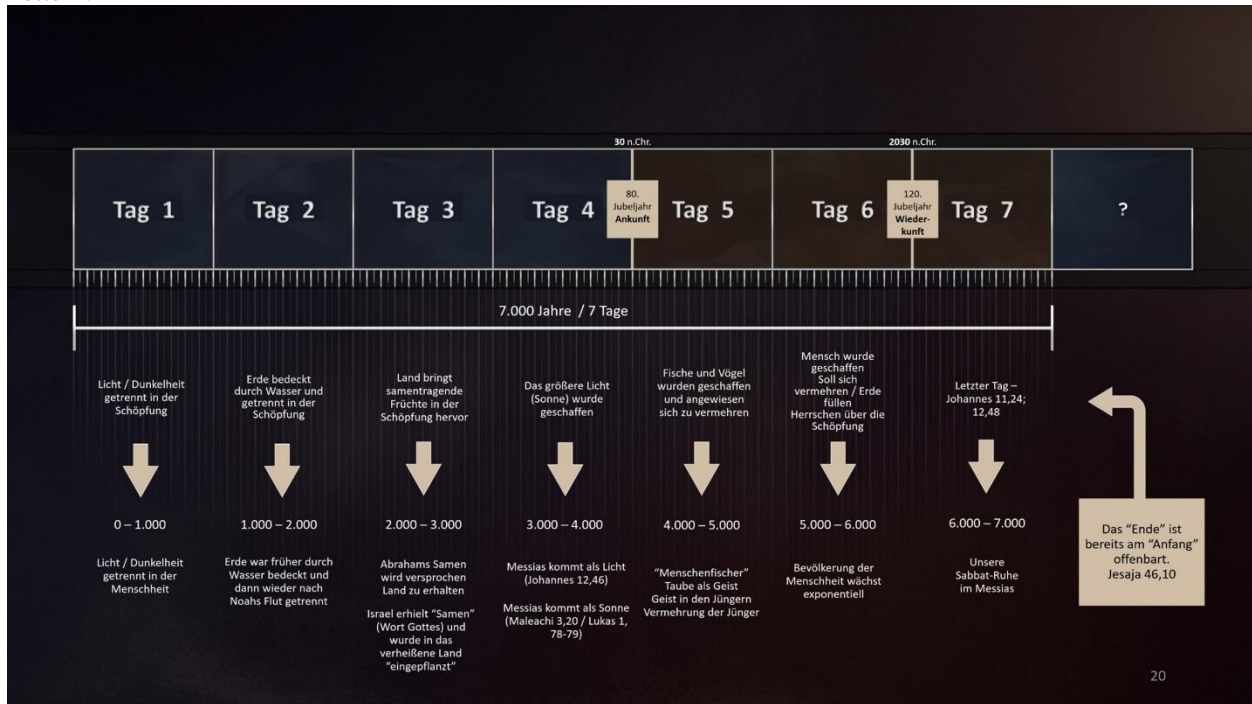 30 n.Chr.
2030 n.Chr.
Tag 1
Tag 2
Tag 3
Tag 4
80.
Jubeljahr
Ankunft
Tag 5
Tag 6
120.
Jubeljahr
Wieder-
kunft
Tag 7
?
7.000 Jahre / 7 Tage
Licht / Dunkelheit
getrennt in der
Schöpfung
Erde bedeckt
durch Wasser und
getrennt in der
Schöpfung
Land bringt
samentragende
Früchte in der
Schöpfung hervor
Das größere Licht
(Sonne) wurde
geschaffen
Fische und Vögel
wurden geschaffen
und angewiesen
sich zu vermehren
Mensch wurde
geschaffen
Soll sich
vermehren / Erde
füllen
Herrschen über die
Schöpfung
Letzter Tag –
Johannes 11,24;
12,48
0 – 1.000
1.000 – 2.000
2.000 – 3.000
3.000 – 4.000
4.000 – 5.000
5.000 – 6.000
6.000 – 7.000
Licht / Dunkelheit
getrennt in der
Menschheit
Erde war früher durch
Wasser bedeckt und
dann wieder nach
Noahs Flut getrennt
Abrahams Samen
wird versprochen
Land zu erhalten
Israel erhielt “Samen”
(Wort Gottes) und
wurde in das
verheißene Land
“eingepflanzt”
Messias kommt als Licht
(Johannes 12,46)
Messias kommt als Sonne
(Maleachi 3,20 / Lukas 1,
78-79)
“Menschenfischer”
Taube als Geist
Geist in den Jüngern
Vermehrung der Jünger
Bevölkerung der
Menschheit wächst
exponentiell
Unsere
Sabbat-Ruhe
im Messias
Das “Ende” ist
bereits am “Anfang”
offenbart.
Jesaja 46,10
20